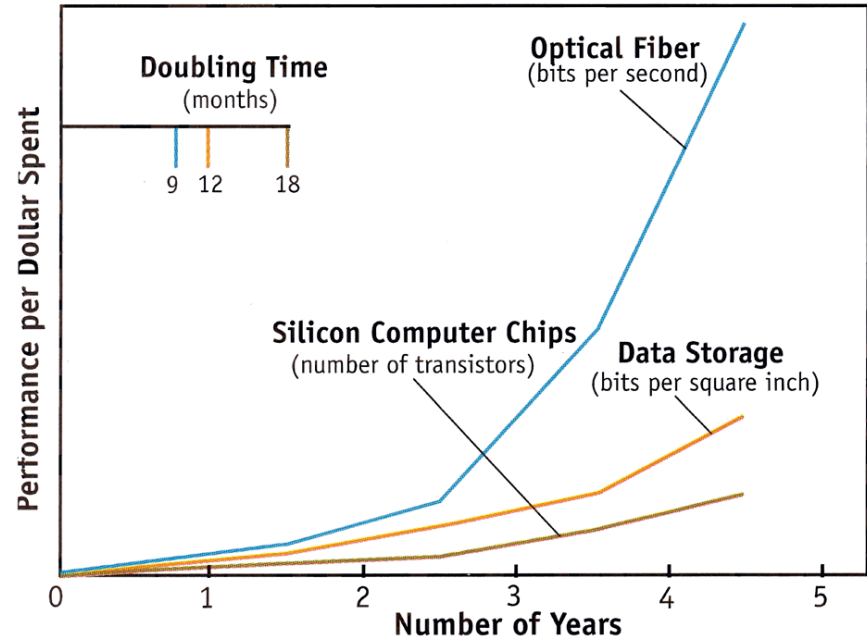 Performance per Dollar Spent
Doubling Time
(months)
9 12 18
Optical Fiber
(bits per second)
Silicon Computer Chips
(number of transistors)
Data Storage
(bits per square inch)
0 1 2 3 4 5
Number of Years